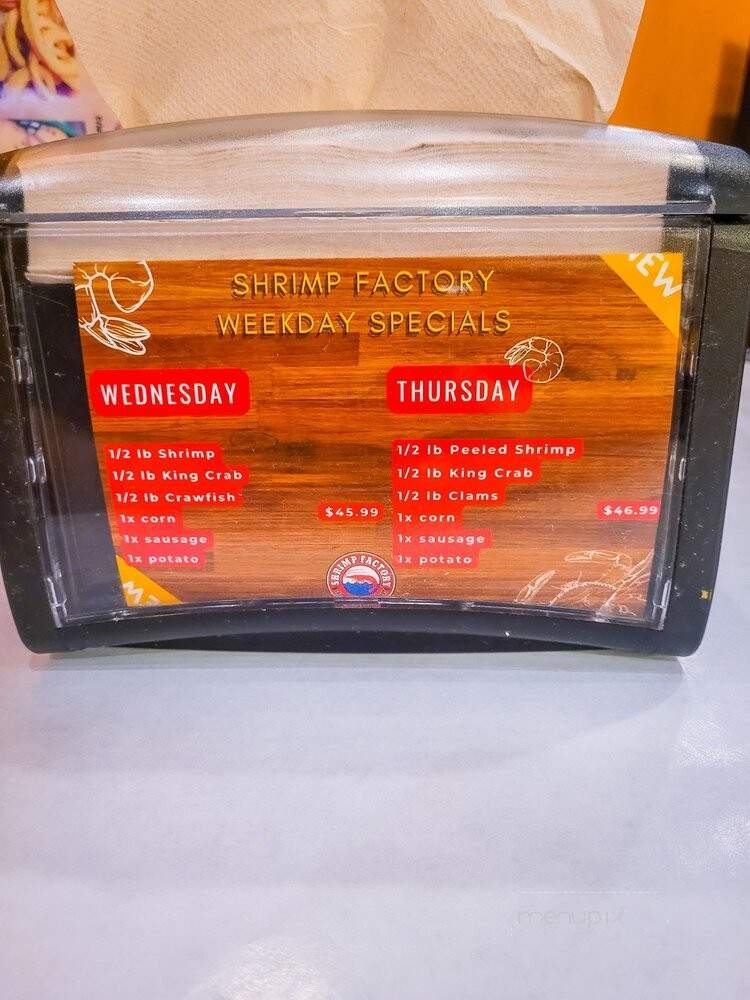 SHRIMP FACTORY
WEEKDAY SPECIALS
NEW
WEDNESDAY
1/2 lb Shrimp
1/2 lb King Crab
1/2 lb Crawfish
1x corn
1x sausage
1x potato
$45.99
THURSDAY
1/2 lb Peeled Shrimp
1/2 lb King Crab
1/2 lb Clams
1x corn
1x sausage
1x potato
$46.99
SHRIMP FACTORY
menupix